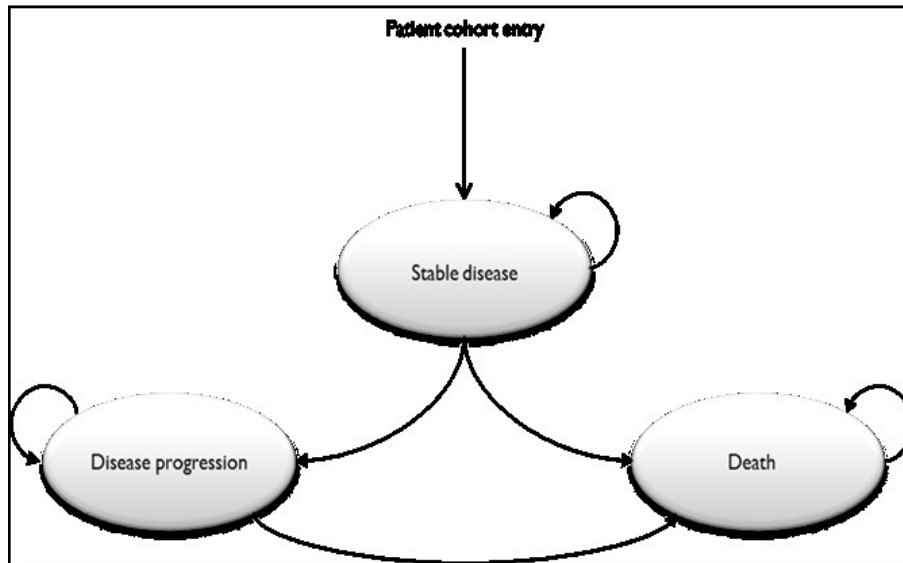 Patient cohort entry
Stable disease
Disease progression
Death